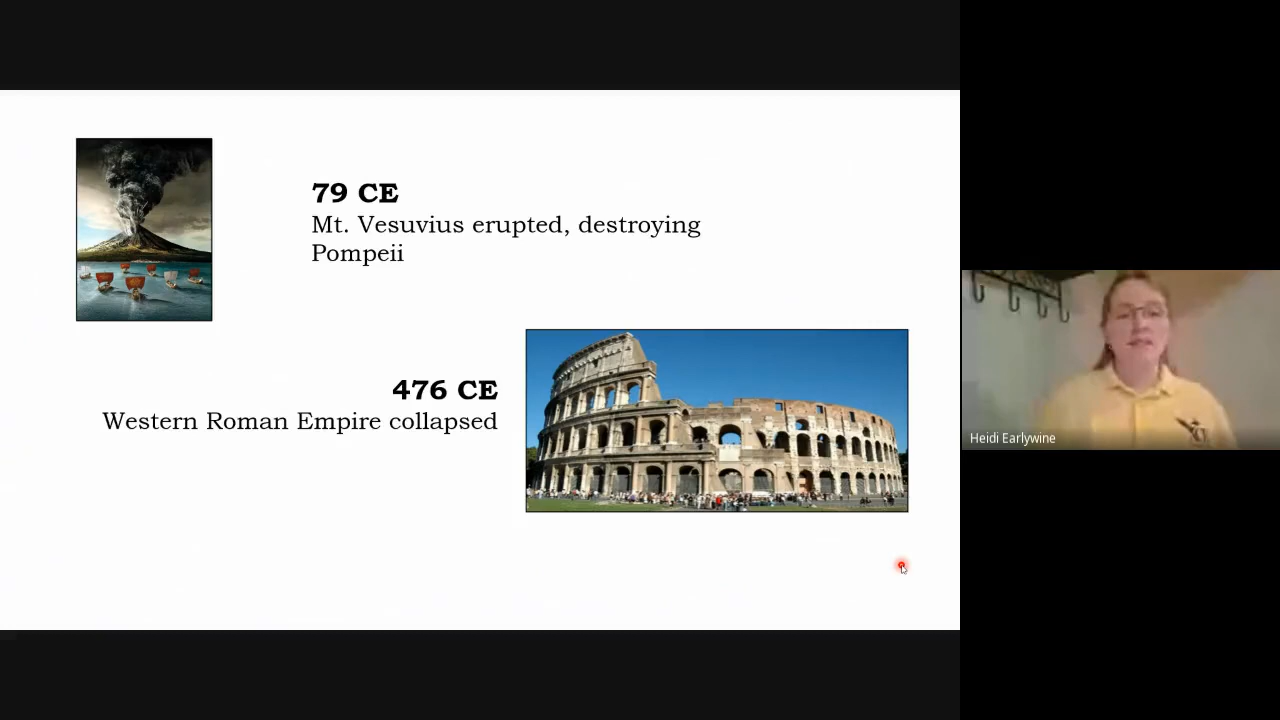 79 CE
Mt. Vesuvius erupted, destroying
Pompeii
476 CE
Western Roman Empire collapsed
Heidi Earlywine